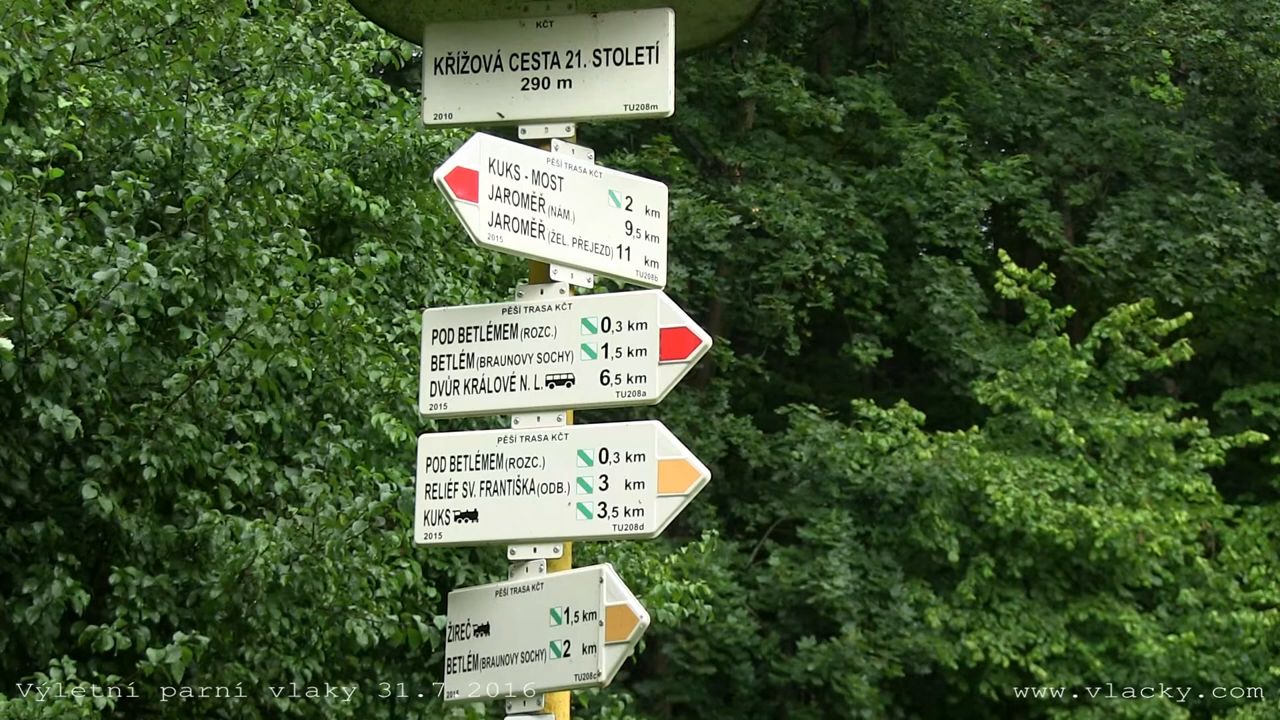 KČT
KŘÍŽOVÁ CESTA 21. STOLETÍ
290 m
2010 TU208m
PĚŠÍ TRASA KČT
KUKS - MOST 2 km
JAROMĚŘ (NÁM.) 9,5 km
JAROMĚŘ (ŽEL. PŘEJEZD) 11 km
2015 TU208b
PĚŠÍ TRASA KČT
POD BETLÉMEM (ROZC.) 0,3 km
BETLÉM (BRAUNOVY SOCHY) 1,5 km
DVŮR KRÁLOVÉ N. L. 6,5 km
2015 TU208a
PĚŠÍ TRASA KČT
POD BETLÉMEM (ROZC.) 0,3 km
RELIÉF SV. FRANTIŠKA (ODB.) 3 km
KUKS 3,5 km
2015 TU208d
PĚŠÍ TRASA KČT
ŽIREČ 1,5 km
BETLÉM (BRAUNOVY SOCHY) 2 km
2015 TU208c
Výletní parní vlaky 31.7.2016 www.vlacky.com